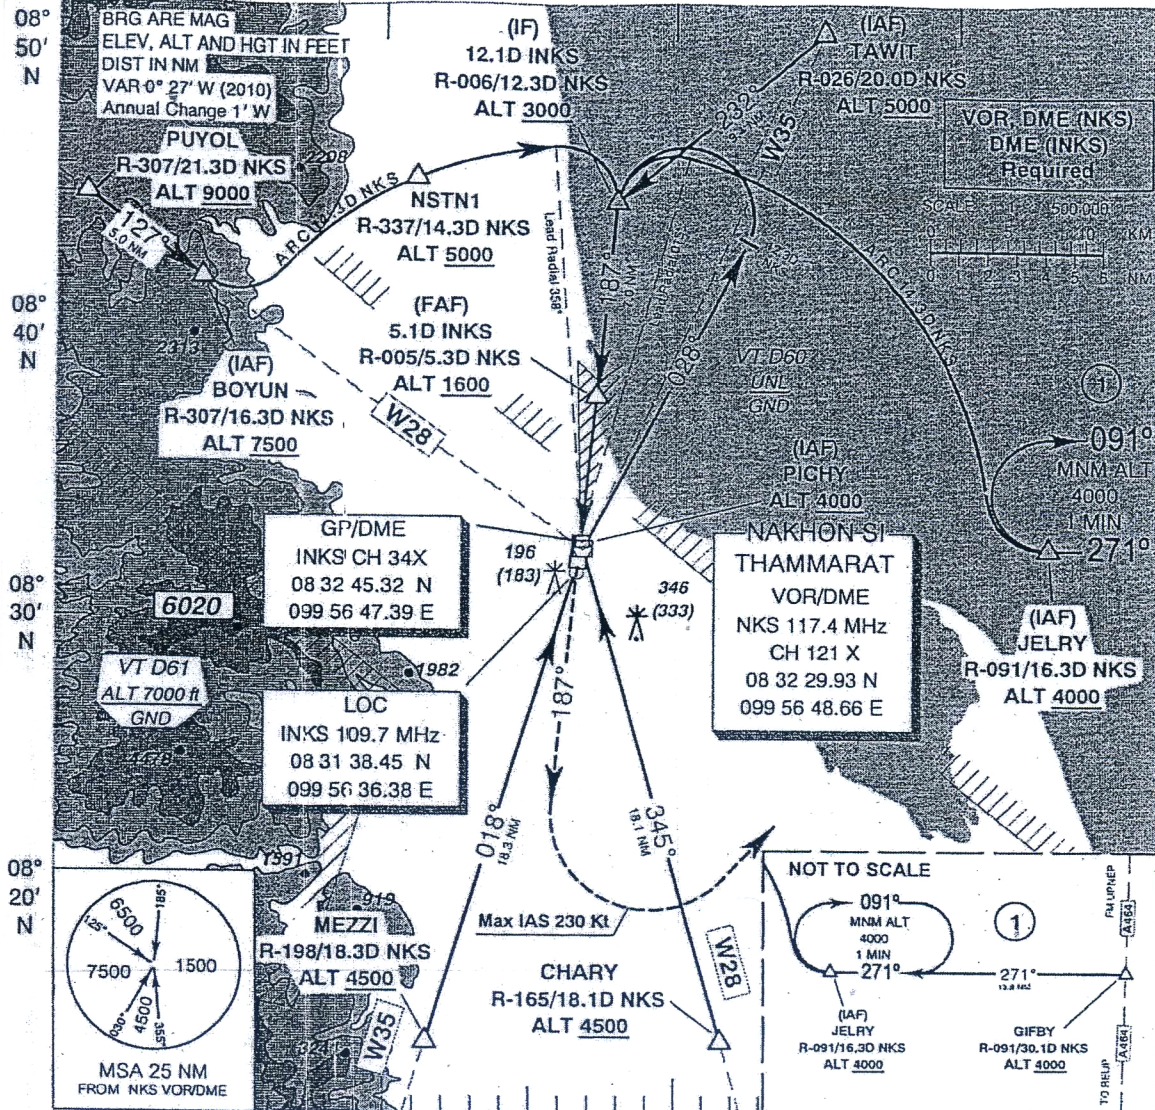 08°
50'
N
BRG ARE MAG
ELEV, ALT AND HGT IN FEET
DIST IN NM
VAR 0° 27' W (2010)
Annual Change 1' W
PUYOL
R-307/21.3D NKS
ALT 9000
2208
127°
5.0 NM
(IF)
12.1D INKS
R-006/12.3D NKS
ALT 3000
(IAF)
TAWIT
R-026/20.0D NKS
ALT 5000
232°
W35
VOR, DME (NKS)
DME (INKS)
Required
SCALE
KM
NM
NSTN1
R-337/14.3D NKS
ALT 5000
Lead Radial 358°
187°
7.0 NM
028°
08°
40'
N
2313
(IAF)
BOYUN
R-307/16.3D NKS
ALT 7500
(FAF)
5.1D INKS
R-005/5.3D NKS
ALT 1600
W28
VT D60
UNL
GND
1
091°
MNM ALT
4000
1 MIN
271°
(IAF)
PICHY
ALT 4000
GP/DME
INKS CH 34X
08 32 45.32 N
099 56 47.39 E
196
(183)
346
(333)
NAKHON SI
THAMMARAT
VOR/DME
NKS 117.4 MHz
CH 121 X
08 32 29.93 N
099 56 48.66 E
(IAF)
JELRY
R-091/16.3D NKS
ALT 4000
08°
30'
N
6020
VT D61
ALT 7000 ft
GND
1982
LOC
INKS 109.7 MHz
08 31 38.45 N
099 56 36.38 E
187°
018°
18.3 NM
345°
18.1 NM
08°
20'
N
1391
919
Max IAS 230 Kt
MEZZI
R-198/18.3D NKS
ALT 4500
W35
CHARY
R-165/18.1D NKS
ALT 4500
W28
6500
185°
125°
7500
1500
030°
4500
355°
MSA 25 NM
FROM NKS VOR/DME
NOT TO SCALE
091°
MNM ALT
4000
1 MIN
271°
1
271°
13.8 NM
(IAF)
JELRY
R-091/16.3D NKS
ALT 4000
GIFBY
R-091/30.1D NKS
ALT 4000
A464
A464